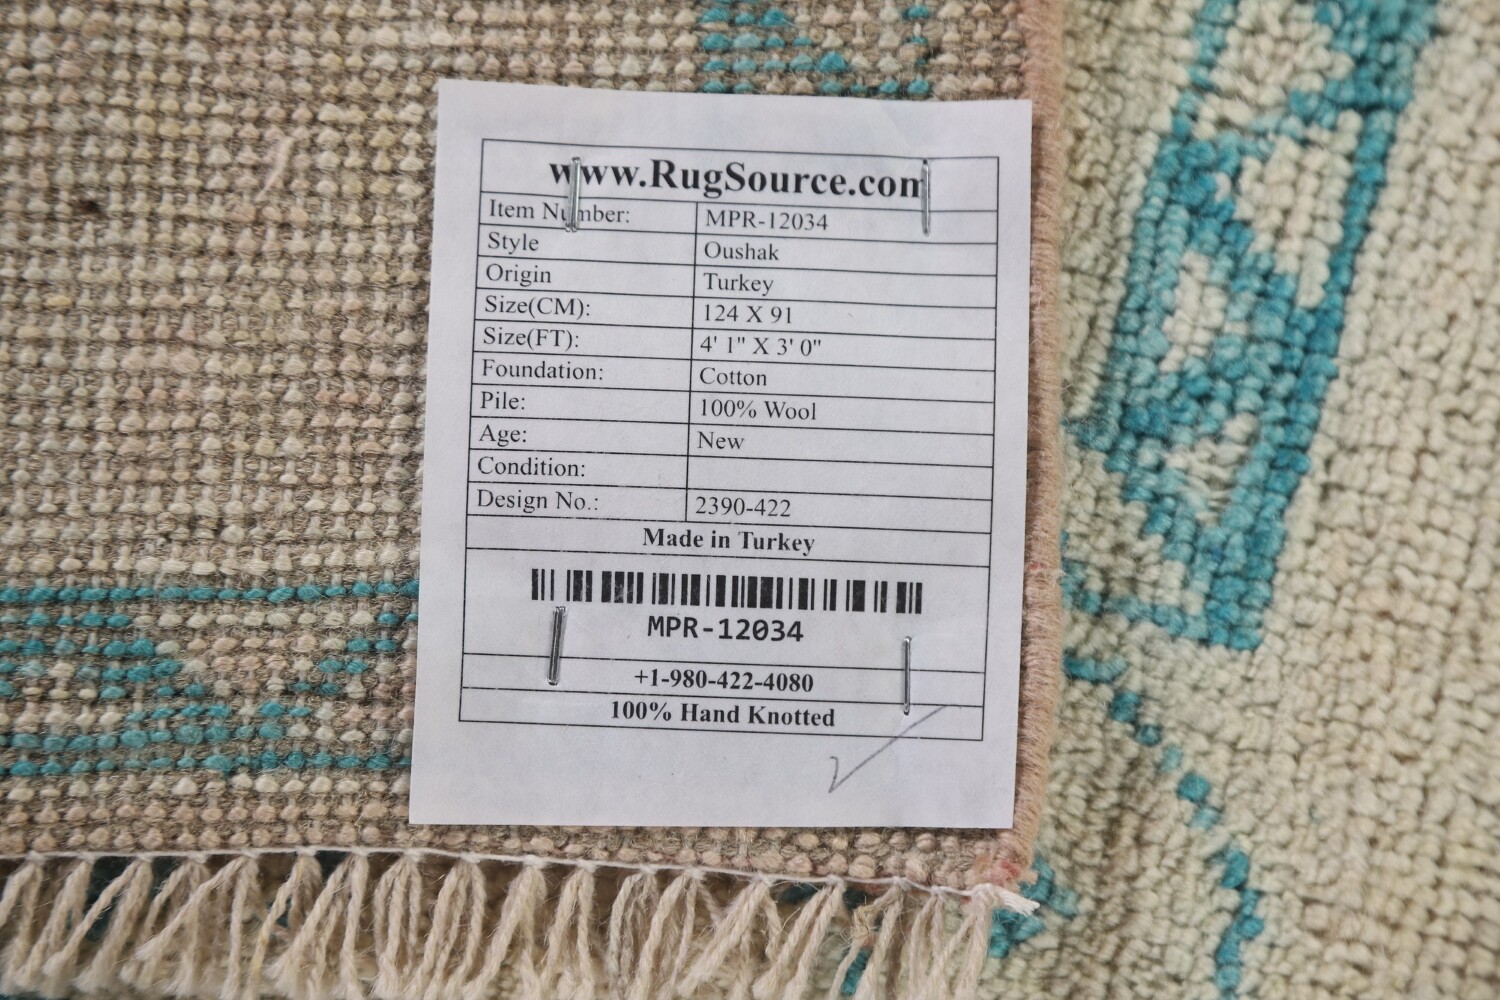 www.RugSource.com
Item Number: MPR-12034
Style Oushak
Origin Turkey
Size(CM): 124 X 91
Size(FT): 4' 1" X 3' 0"
Foundation: Cotton
Pile: 100% Wool
Age: New
Condition:
Design No.: 2390-422
Made in Turkey
MPR-12034
+1-980-422-4080
100% Hand Knotted